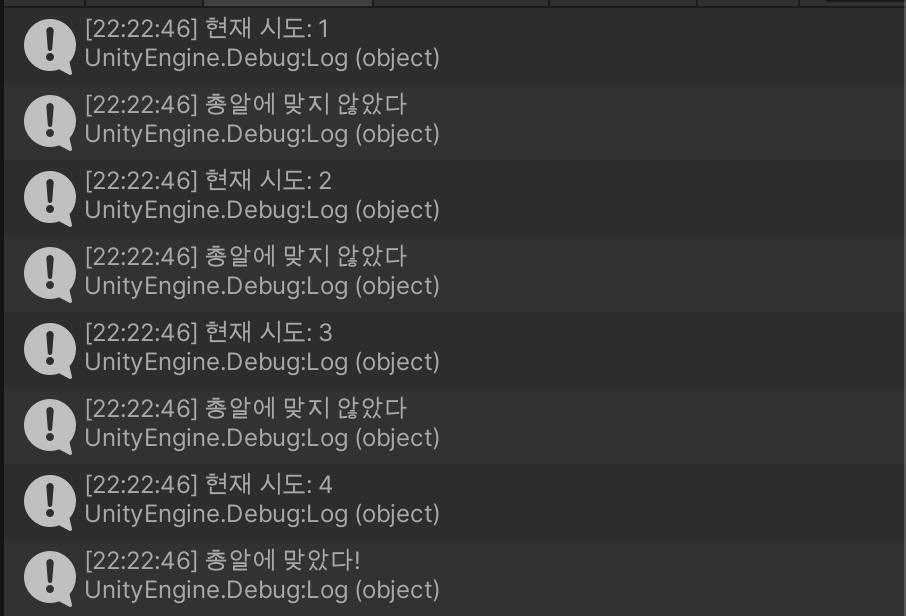 [22:22:46] 현재 시도: 1
UnityEngine.Debug:Log (object)
[22:22:46] 총알에 맞지 않았다
UnityEngine.Debug:Log (object)
[22:22:46] 현재 시도: 2
UnityEngine.Debug:Log (object)
[22:22:46] 총알에 맞지 않았다
UnityEngine.Debug:Log (object)
[22:22:46] 현재 시도: 3
UnityEngine.Debug:Log (object)
[22:22:46] 총알에 맞지 않았다
UnityEngine.Debug:Log (object)
[22:22:46] 현재 시도: 4
UnityEngine.Debug:Log (object)
[22:22:46] 총알에 맞았다!
UnityEngine.Debug:Log (object)